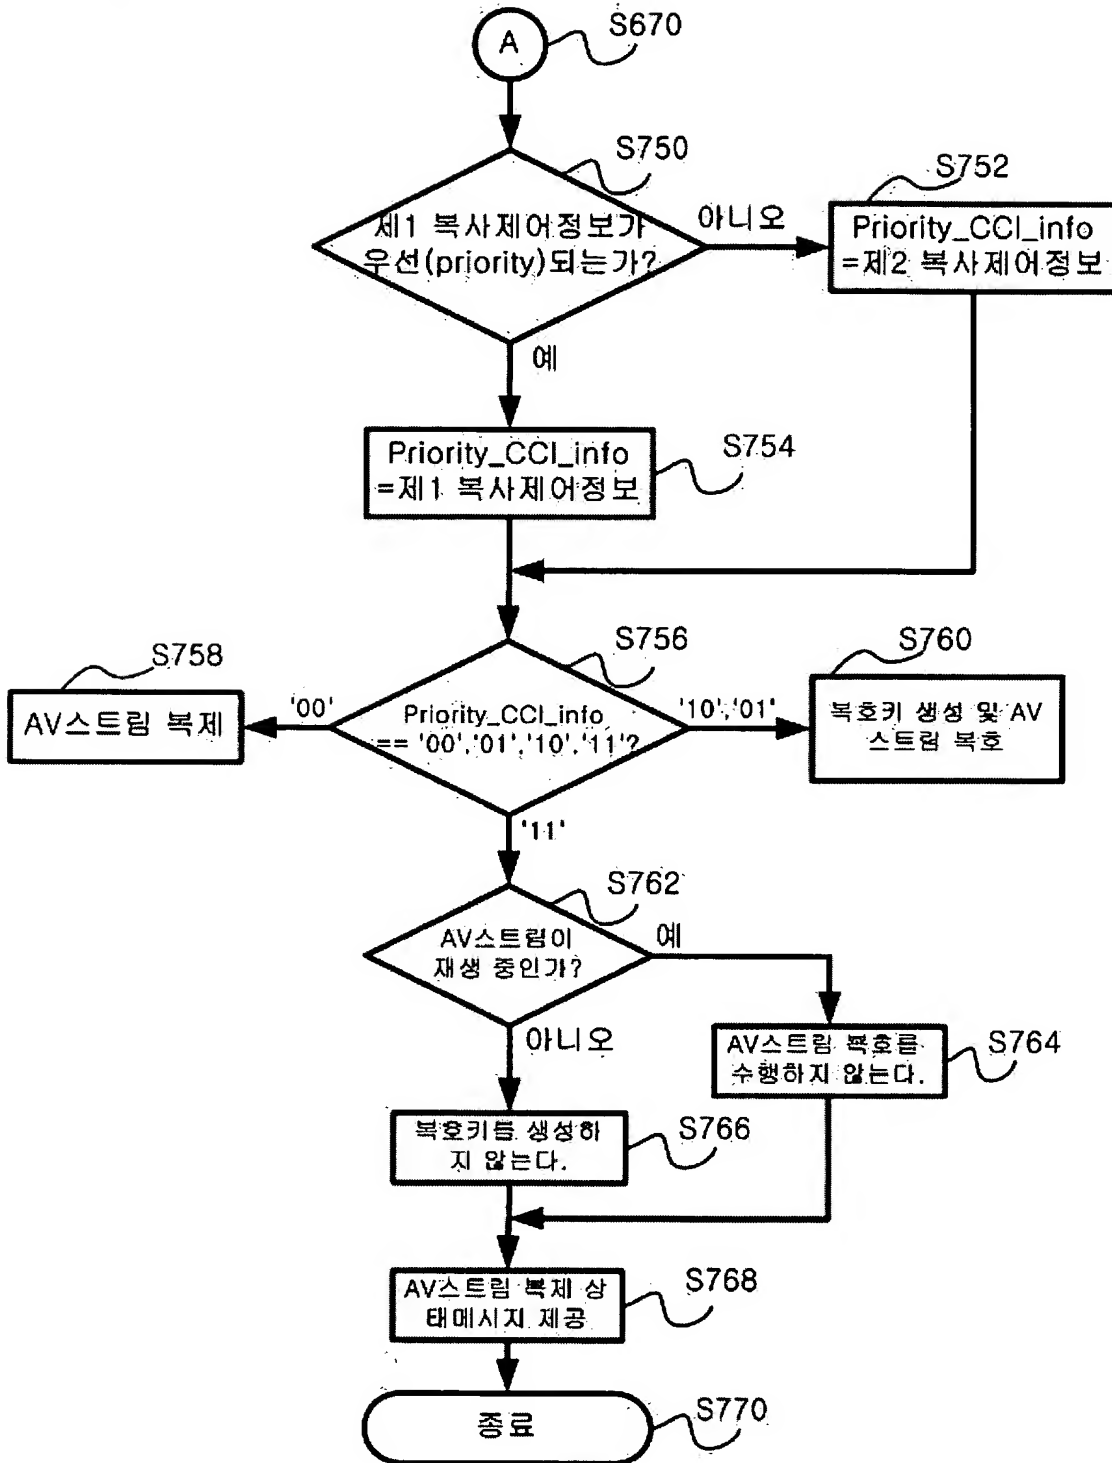 A
S670
S750
제1 복사제어정보가
우선(priority)되는가?
아니오
S752
Priority_CCI_info
=제2 복사제어정보
예
Priority_CCI_info
=제1 복사제어정보
S754
S758
AV스트림 복제
'00'
S756
Priority_CCI_info
== '00','01','10','11'?
'10','01'
S760
복호키 생성 및 AV
스트림 복호
'11'
S762
AV스트림이
재생 중인가?
예
아니오
AV스트림 복호를
수행하지 않는다.
S764
복호키를 생성하
지 않는다.
S766
AV스트림 복제 상
태메시지 제공
S768
종료
S770